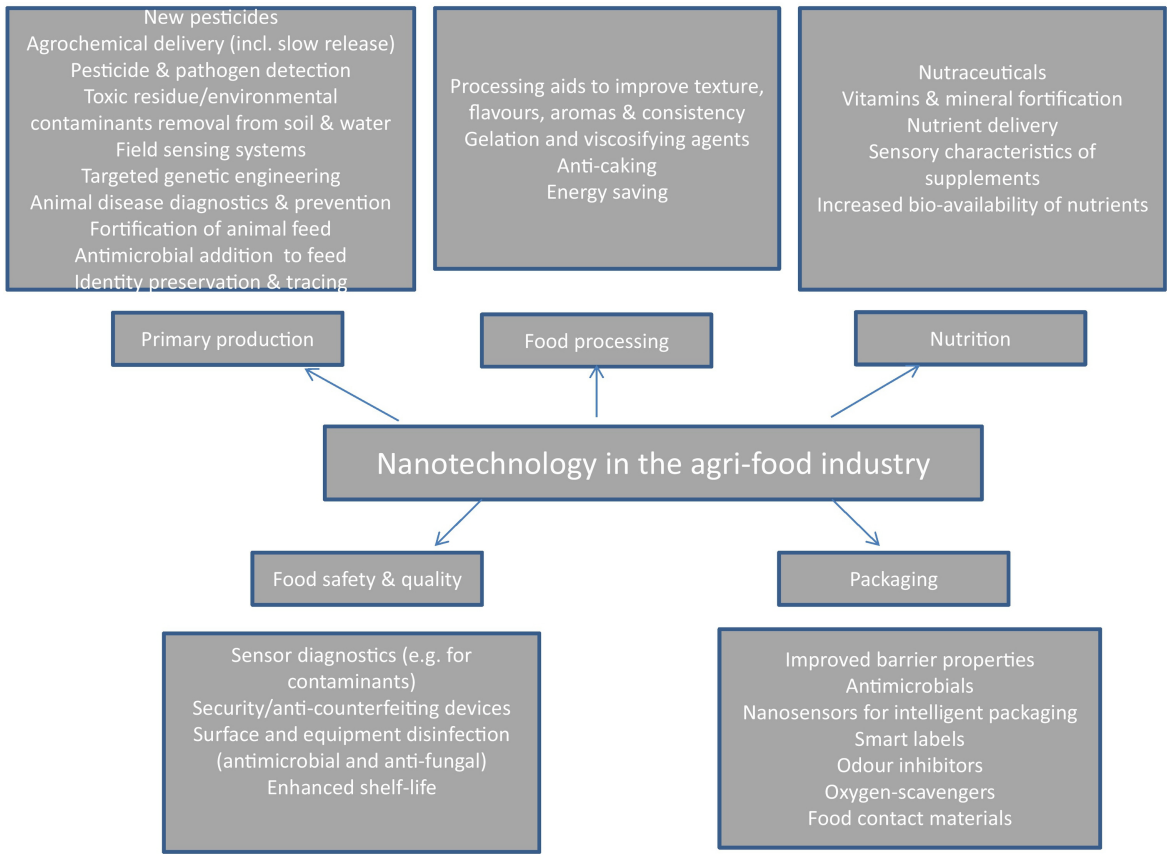 New pesticides
Agrochemical delivery (incl. slow release)
Pesticide & pathogen detection
Toxic residue/environmental
contaminants removal from soil & water
Field sensing systems
Targeted genetic engineering
Animal disease diagnostics & prevention
Fortification of animal feed
Antimicrobial addition  to feed
Identity preservation & tracing
Processing aids to improve texture,
flavours, aromas & consistency
Gelation and viscosifying agents
Anti-caking
Energy saving
Nutraceuticals
Vitamins & mineral fortification
Nutrient delivery
Sensory characteristics of
supplements
Increased bio-availability of nutrients
Primary production
Food processing
Nutrition
Nanotechnology in the agri-food industry
Food safety & quality
Packaging
Sensor diagnostics (e.g. for
contaminants)
Security/anti-counterfeiting devices
Surface and equipment disinfection
(antimicrobial and anti-fungal)
Enhanced shelf-life
Improved barrier properties
Antimicrobials
Nanosensors for intelligent packaging
Smart labels
Odour inhibitors
Oxygen-scavengers
Food contact materials